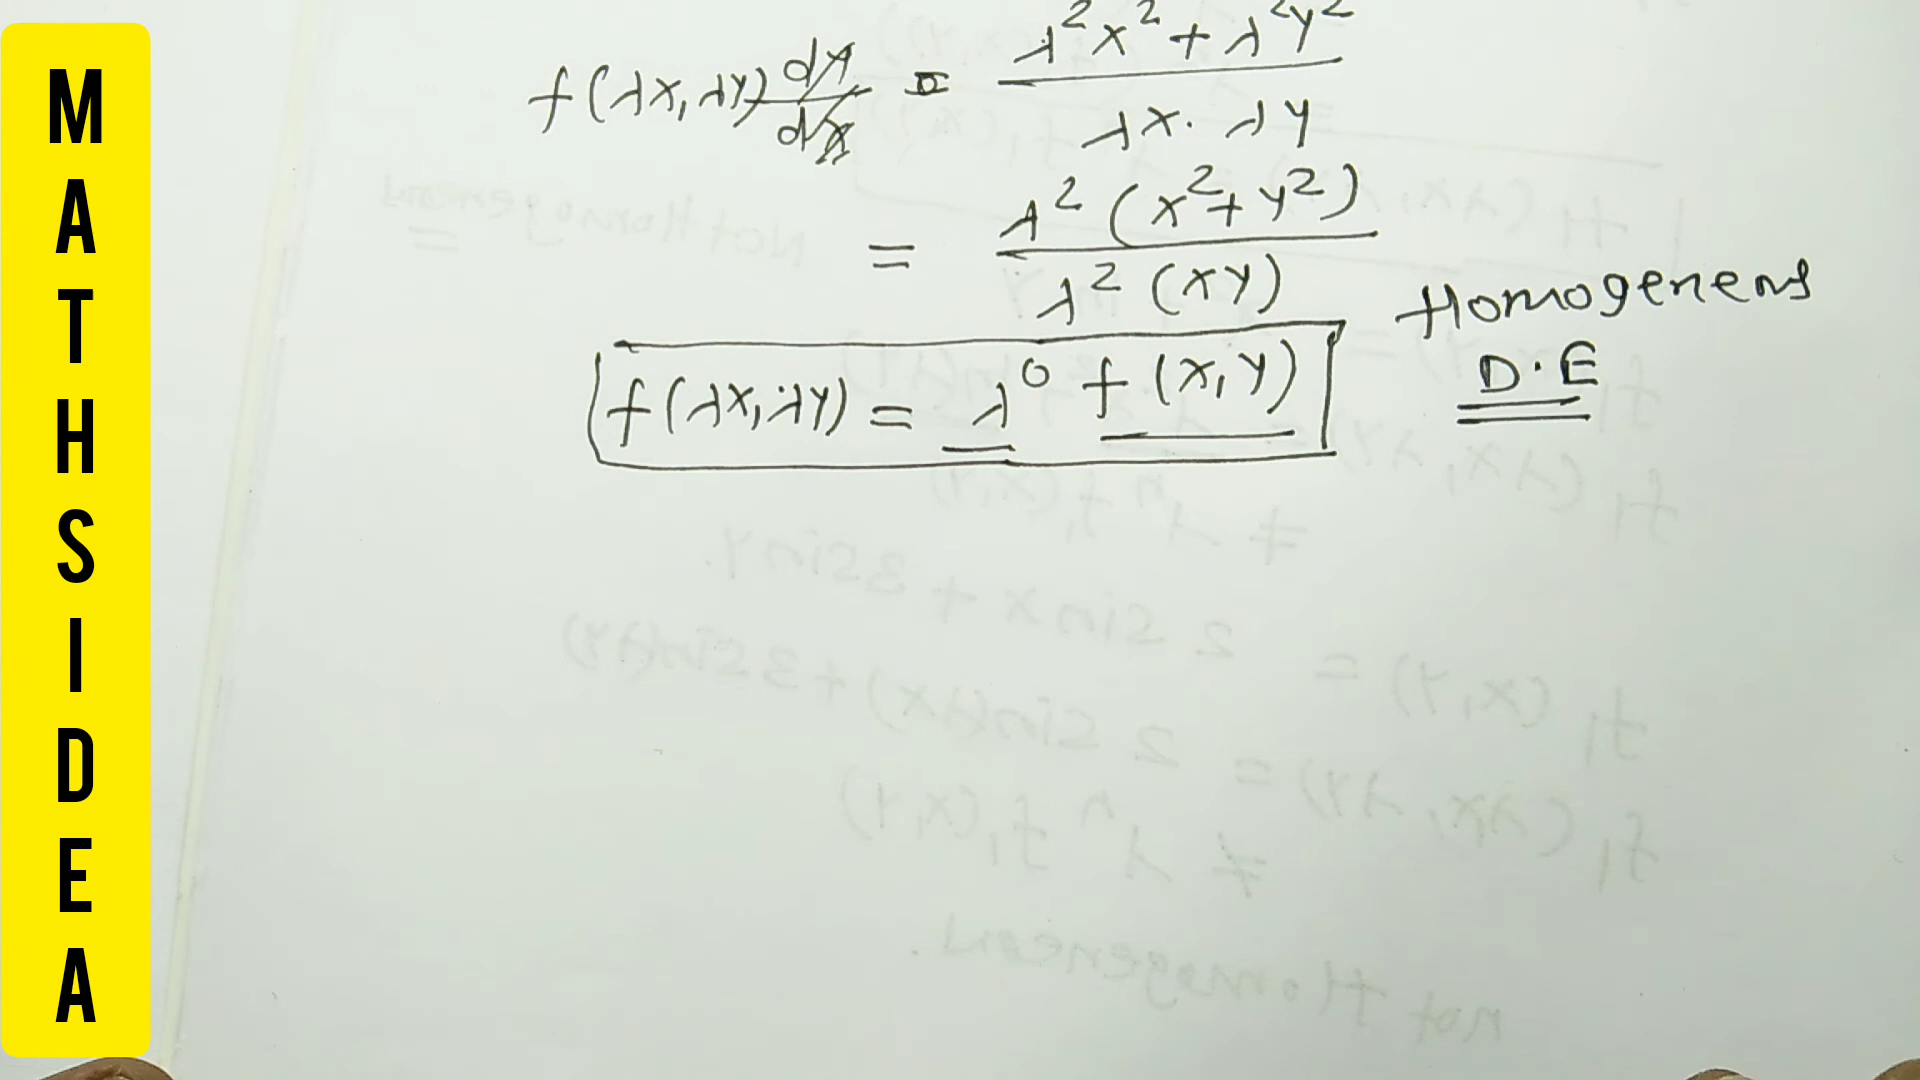 MATHS IDEA
f(λx, λy) dy/dx = λ²x² + λ²y² / λx. λy
= λ² (x² + y²) / λ² (xy)
f(λx, λy) = λ⁰ f (x, y)
Homogeneous
D.E